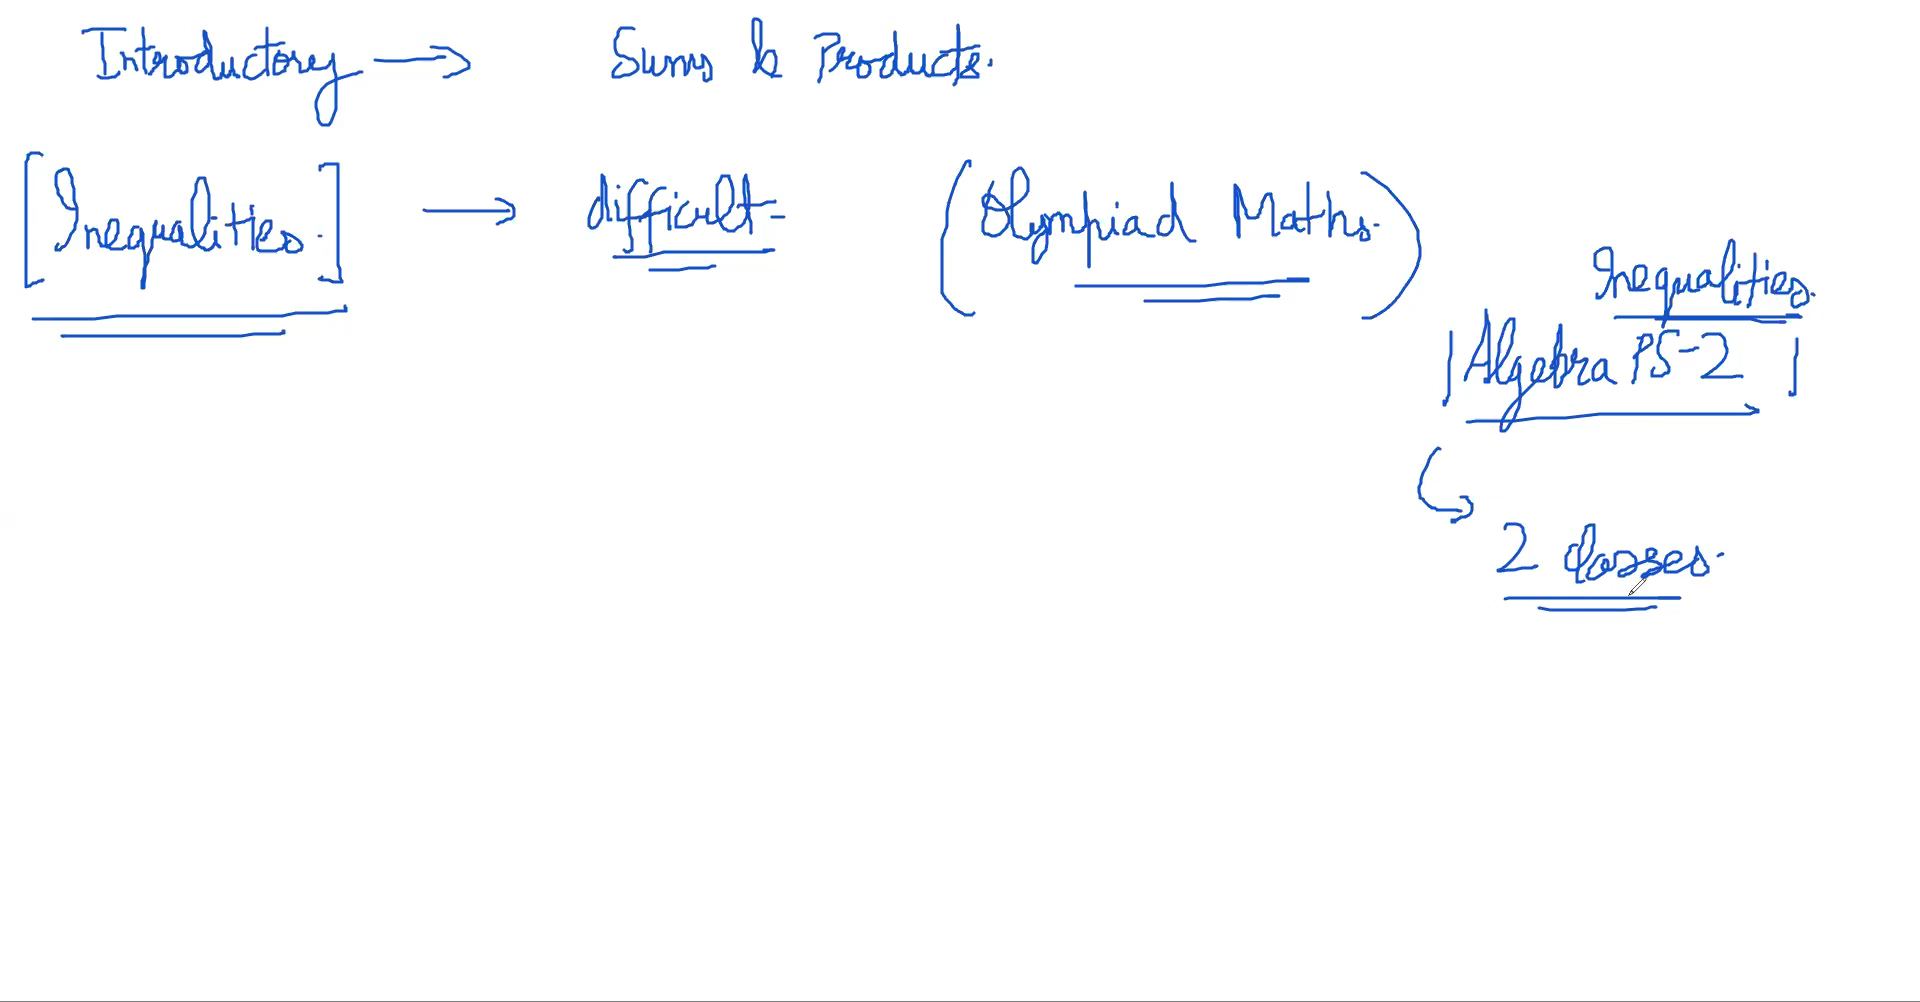 Introductory → Sums & Products.
[Inequalities.] → difficult- (Olympiad Maths.)
Inequalities.
|Algebra PS-2|
2 classes.